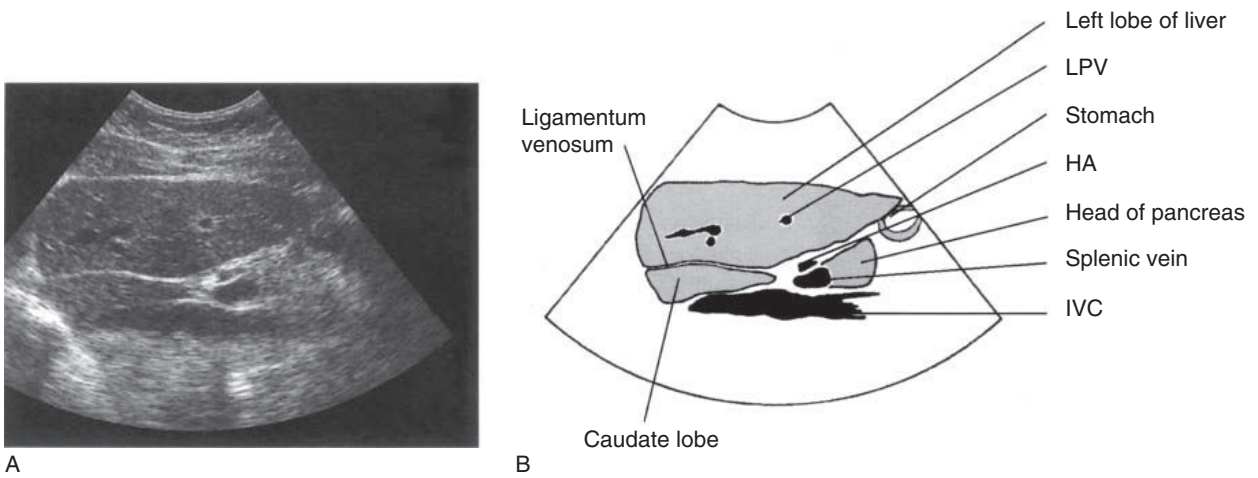 Left lobe of liver
LPV
Stomach
HA
Head of pancreas
Splenic vein
IVC
Ligamentum
venosum
Caudate lobe
A
B